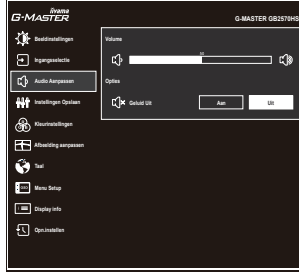 iiyama
G-MASTER
G-MASTER GB2570HS
Beeldinstellingen
Ingangsselectie
Audio Aanpassen
Instellingen Opslaan
Kleurinstellingen
Afbeelding aanpassen
Taal
Menu Setup
Display info
Opn.instellen
Volume
Opties
Geluid Uit
Aan
Uit